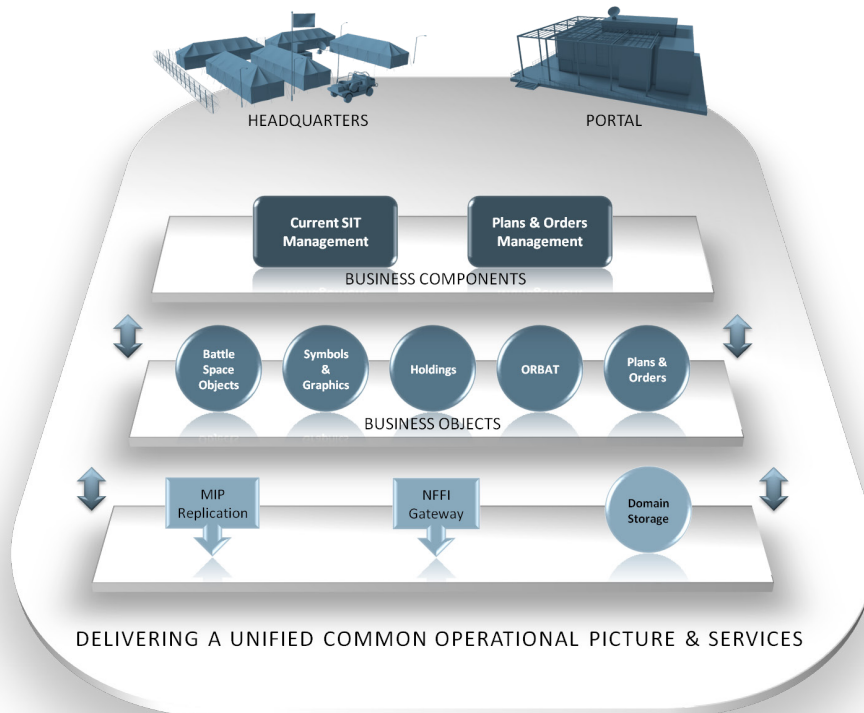 HEADQUARTERS
PORTAL
Current SIT
Management
Plans & Orders
Management
BUSINESS COMPONENTS
Battle
Space
Objects
Symbols
&
Graphics
Holdings
ORBAT
Plans
& Orders
BUSINESS OBJECTS
MIP
Replication
NFFI
Gateway
Domain
Storage
DELIVERING A UNIFIED COMMON OPERATIONAL PICTURE & SERVICES